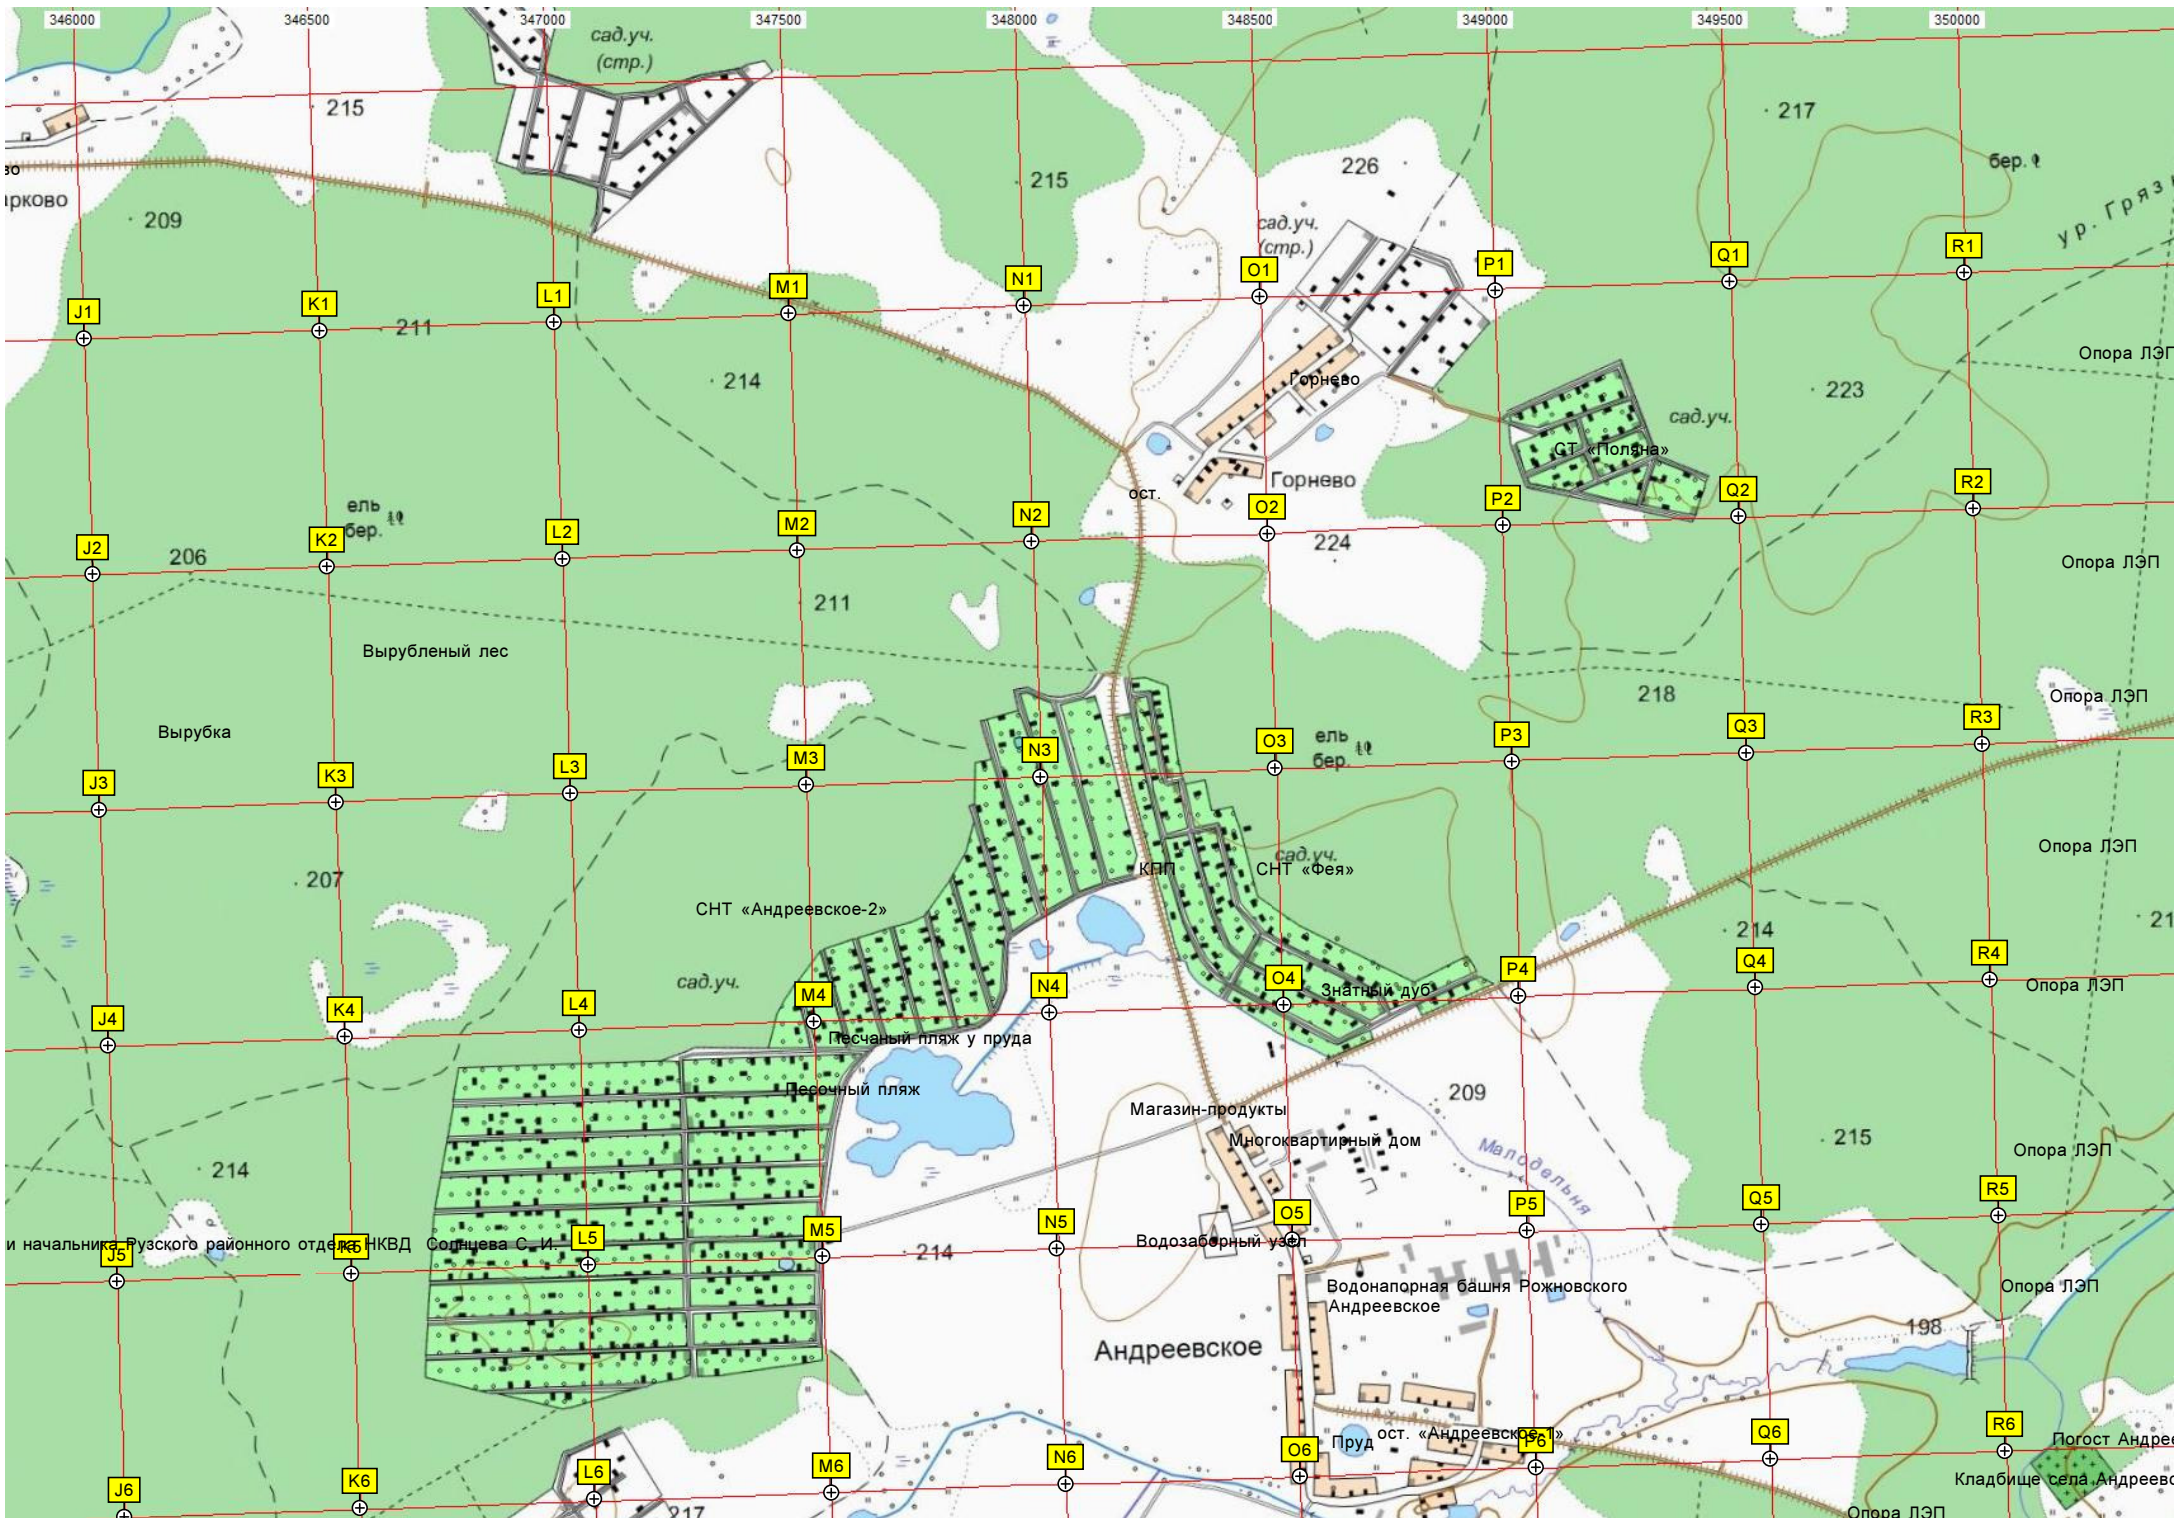 346000 346500 347000 347500 348000 348500 349000 349500 350000
сад.уч.
(стр.)
215
217
226
бер.
215
арково
209
ур. Гряз
сад.уч.
(стр.)
J1 K1 L1 M1 N1 O1 P1 Q1 R1
211
214
Горнево
Опора ЛЭП
223
сад.уч.
СТ «Поляна»
Горнево
ост.
ель
бер.
J2 K2 L2 M2 N2 O2 P2 Q2 R2
206
224
Опора ЛЭП
211
Вырубленый лес
218
Опора ЛЭП
Вырубка
ель
бер.
J3 K3 L3 M3 N3 O3 P3 Q3 R3
Опора ЛЭП
сад.уч.
КПП
СНТ «Фея»
207
СНТ «Андреевское-2»
214
21
сад.уч.
Знатный дуб
Опора ЛЭП
J4 K4 L4 M4 N4 O4 P4 Q4 R4
Песчаный пляж у пруда
Песочный пляж
209
Магазин-продукты
Многоквартирный дом
Малодельня
215
Опора ЛЭП
214
J5 K5 L5 M5 N5 O5 P5 Q5 R5
и начальника Рузского районного отдела НКВД Солнцева С. И.
Водозаборный узел
214
Водонапорная башня Рожновского
Андреевское
Опора ЛЭП
198
Андреевское
ост. «Андреевское-1»
Пруд
Погост Андрее
J6 K6 L6 M6 N6 O6 P6 Q6 R6
Кладбище села Андреевс
217
Опора ЛЭП